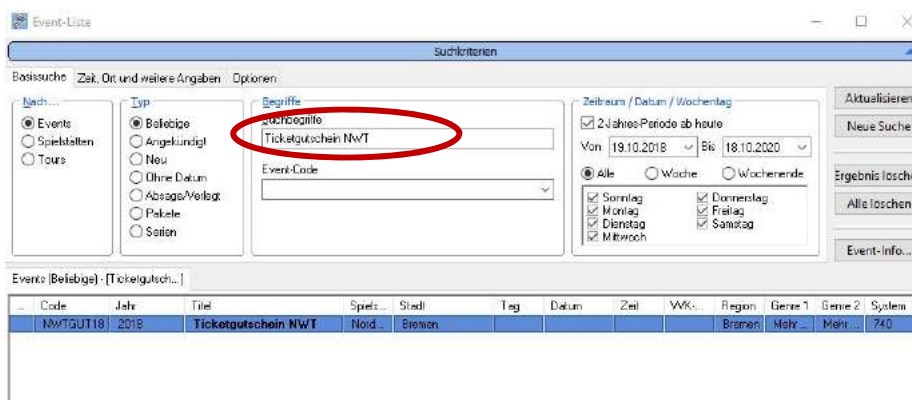 Event-Liste
Suchkriterien
Basissuche Zeit, Ort und weitere Angaben Optionen
Nach...
Events
Spielstätten
Tours
Typ
Beliebige
Angekündigt
Neu
Ohne Datum
Absage/Verlegt
Pakete
Serien
Begriffe
Suchbegriffe
Ticketgutschein NWT
Event-Code
Zeitraum / Datum / Wochentag
2-Jahres-Periode ab heute
Von 19.10.2018 Bis 18.10.2020
Alle Woche Wochenende
Sonntag Donnerstag
Montag Freitag
Dienstag Samstag
Mittwoch
Aktualisieren
Neue Suche
Ergebnis lösche
Alle löschen
Event-Info...
Events (Beliebige) - [Ticketgutsch...]
... Code Jahr Titel Spielz... Stadt Tag Datum Zeit VVK-... Region Genre 1 Genre 2 System
NWTGUT18 2018 Ticketgutschein NWT Nord... Bremen Bremen Mehr ... Mehr ... 740